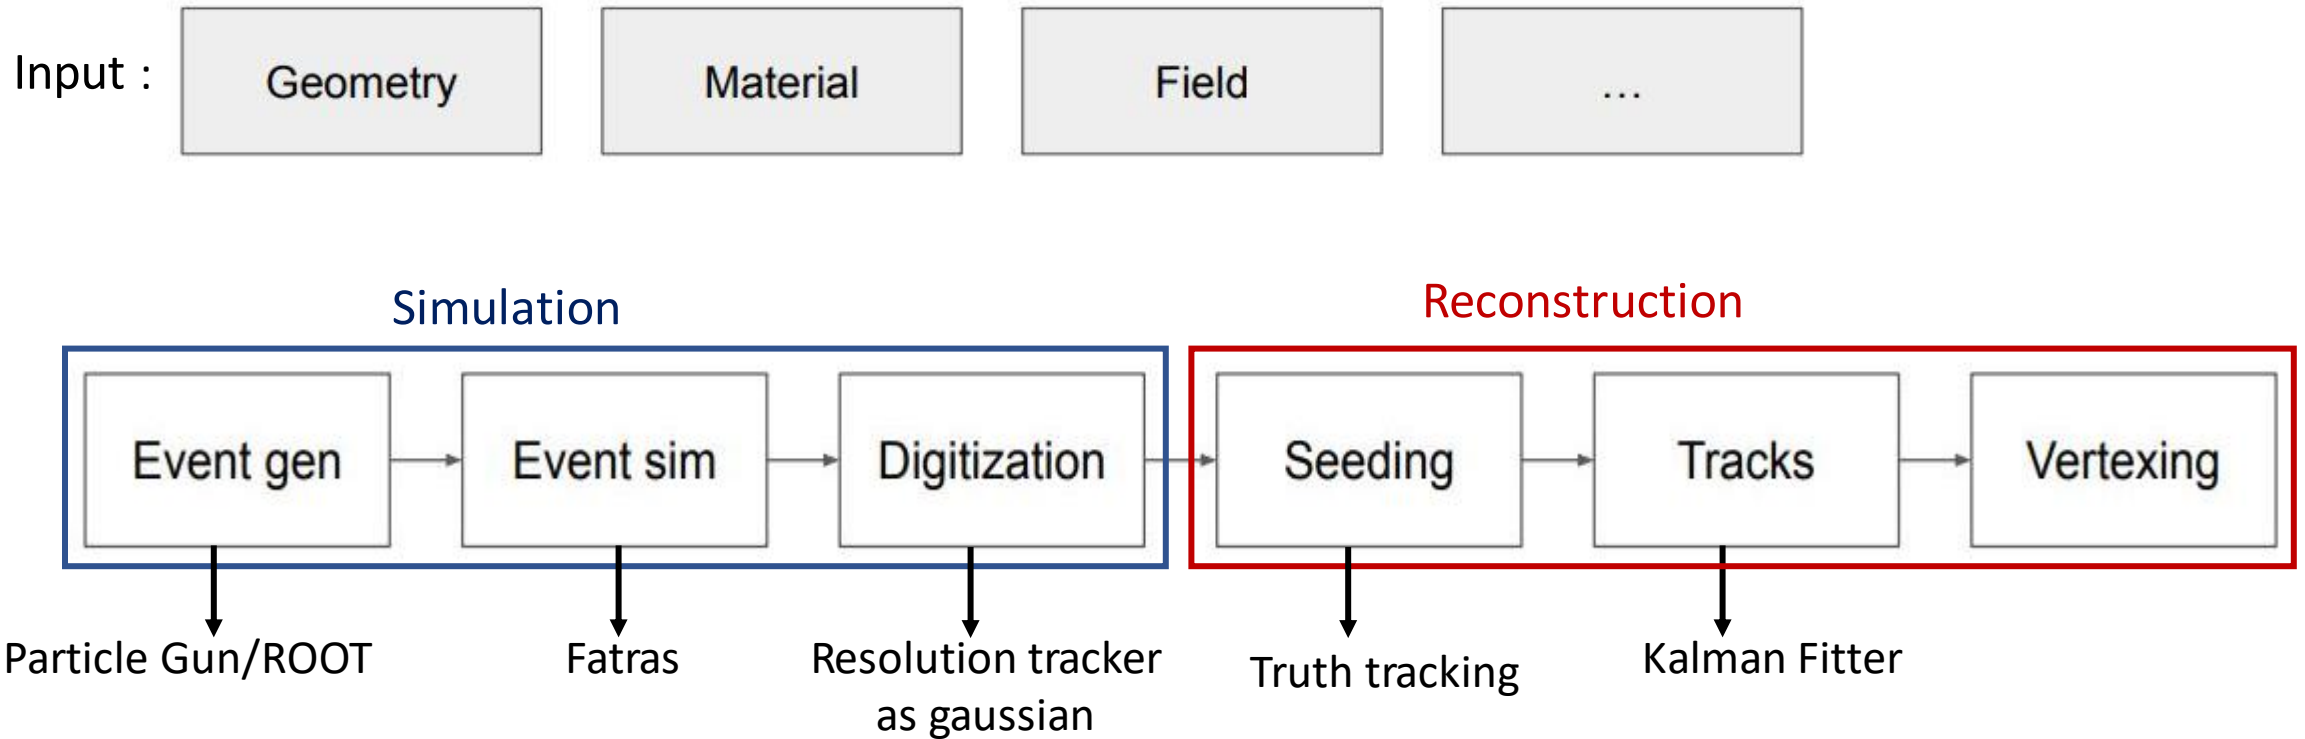 Input :
Geometry
Material
Field
...
Simulation
Reconstruction
Event gen
Event sim
Digitization
Seeding
Tracks
Vertexing
Particle Gun/ROOT
Fatras
Resolution tracker
as gaussian
Truth tracking
Kalman Fitter